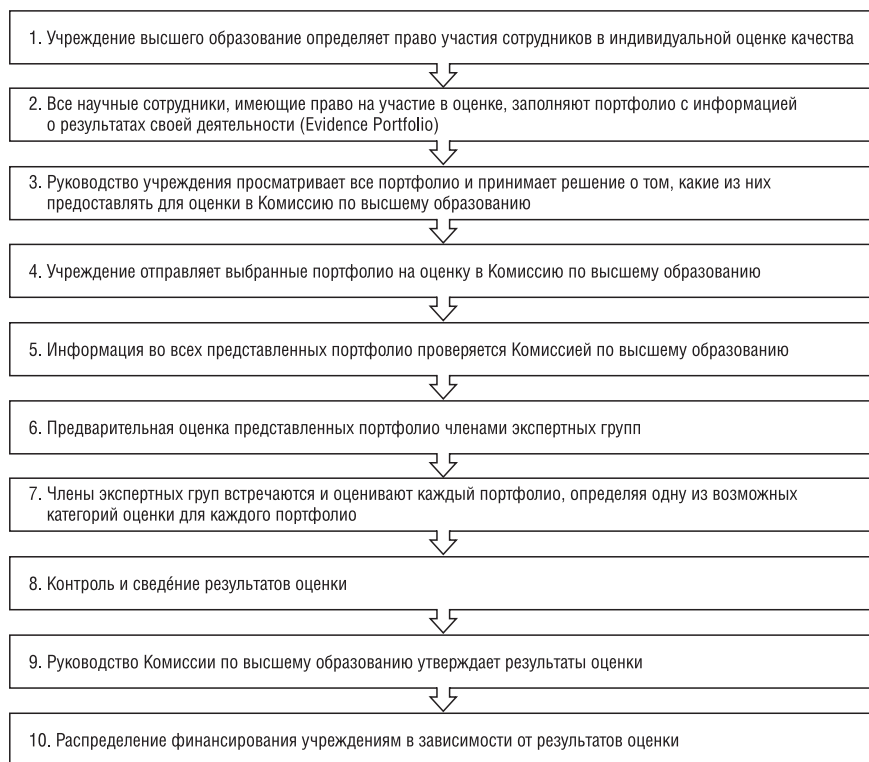 1. Учреждение высшего образование определяет право участия сотрудников в индивидуальной оценке качества
2. Все научные сотрудники, имеющие право на участие в оценке, заполняют портфолио с информацией
о результатах своей деятельности (Evidence Portfolio)
3. Руководство учреждения просматривает все портфолио и принимает решение о том, какие из них
предоставлять для оценки в Комиссию по высшему образованию
4. Учреждение отправляет выбранные портфолио на оценку в Комиссию по высшему образованию
5. Информация во всех представленных портфолио проверяется Комиссией по высшему образованию
6. Предварительная оценка представленных портфолио членами экспертных групп
7. Члены экспертных груп встречаются и оценивают каждый портфолио, определяя одну из возможных
категорий оценки для каждого портфолио
8. Контроль и сведéние результатов оценки
9. Руководство Комиссии по высшему образованию утверждает результаты оценки
10. Распределение финансирования учреждениям в зависимости от результатов оценки